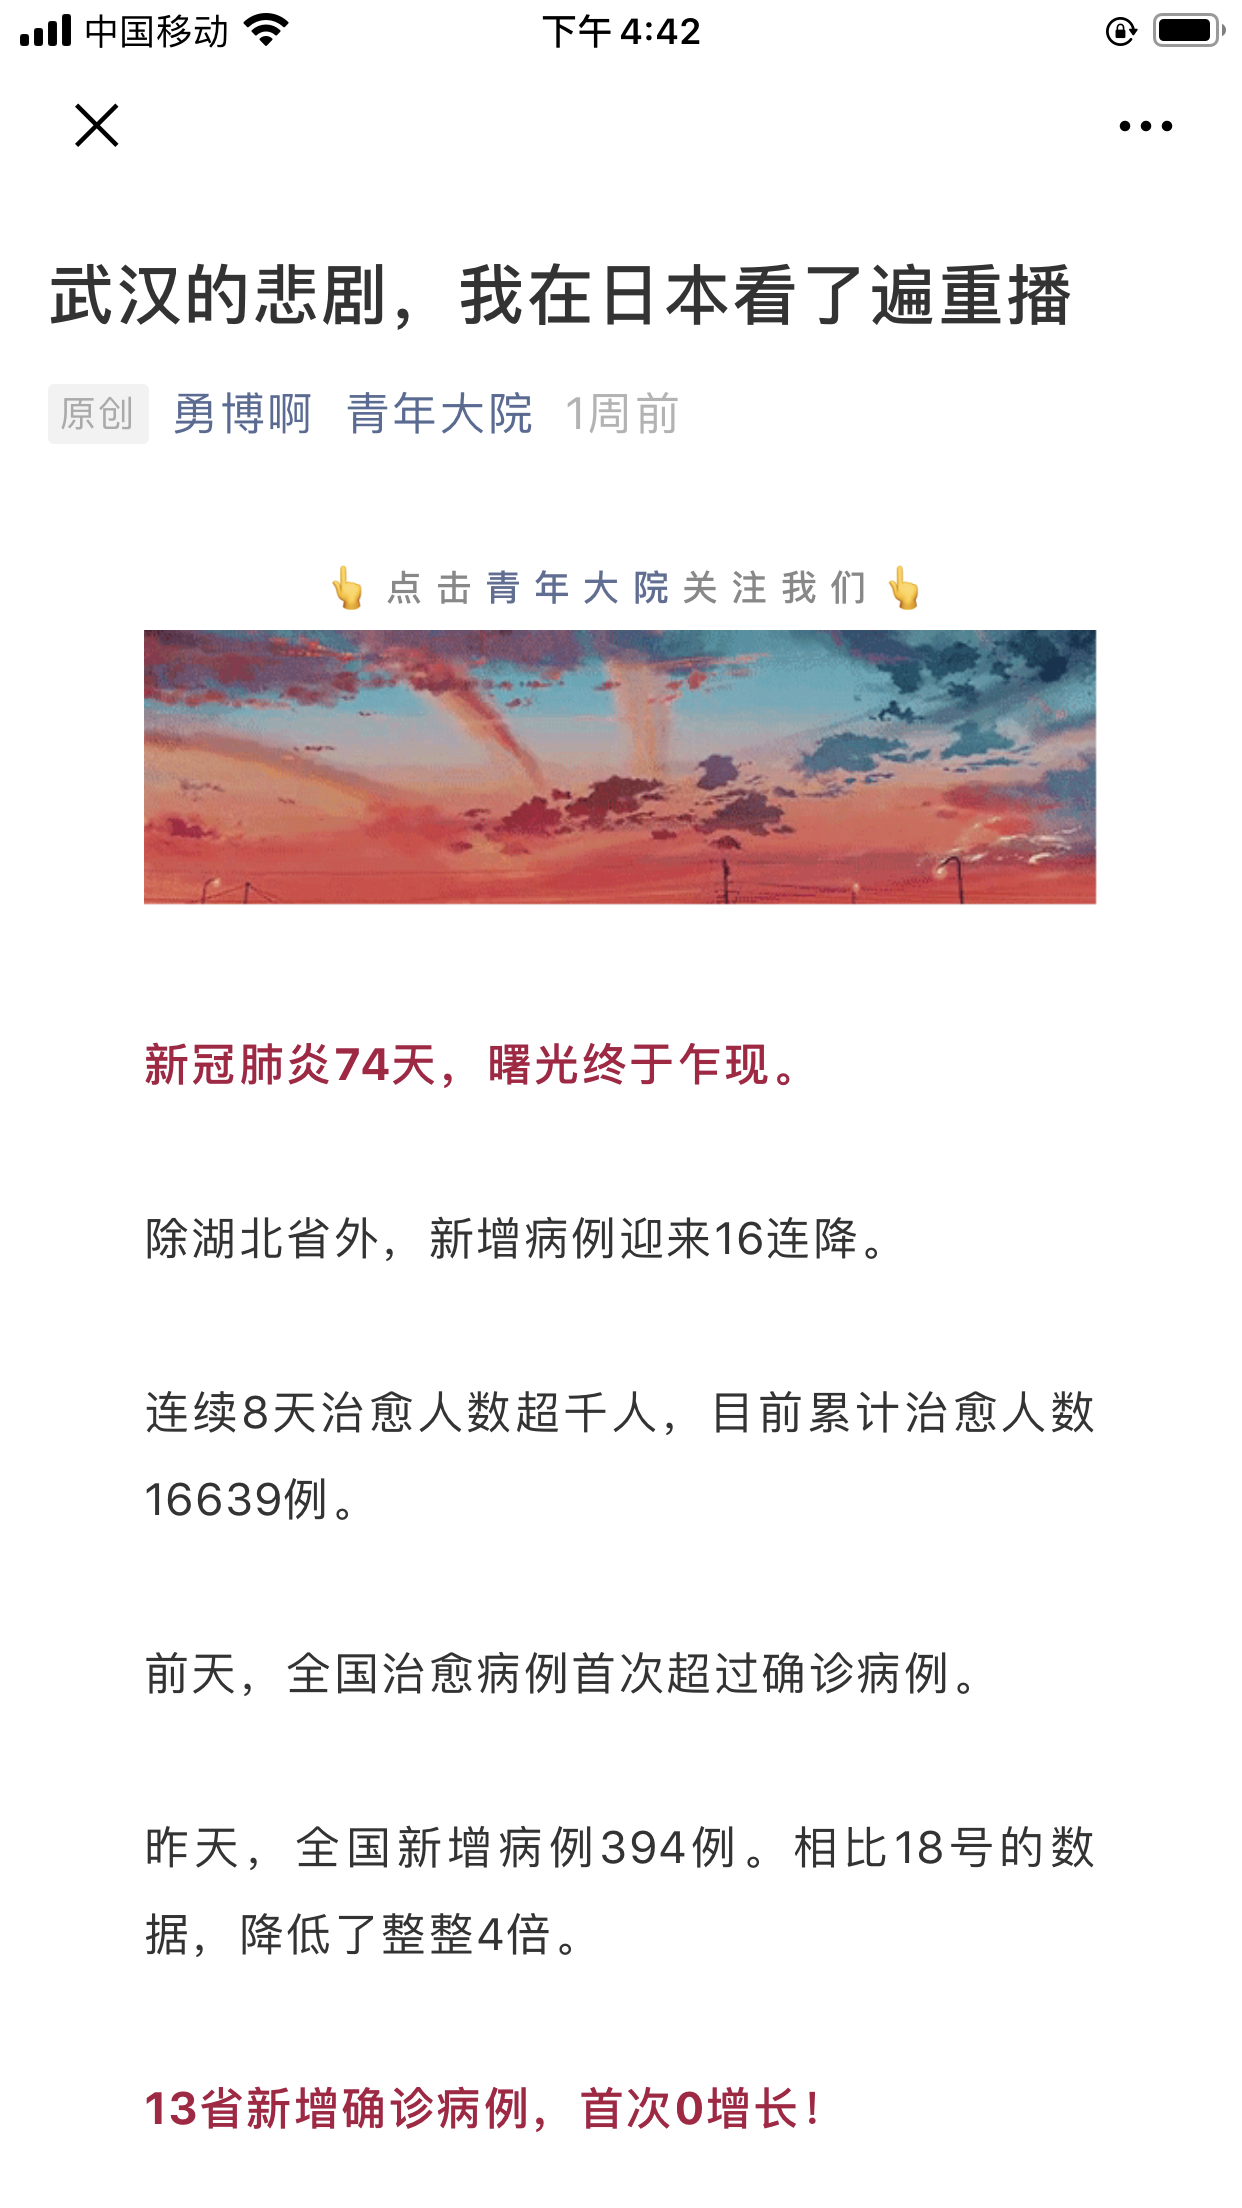 中国移动 下午 4:42
武汉的悲剧，我在日本看了遍重播
原创 勇博啊 青年大院 1周前
👆点击青年大院关注我们👆
新冠肺炎74天，曙光终于乍现。
除湖北省外，新增病例迎来16连降。
连续8天治愈人数超千人，目前累计治愈人数
16639例。
前天，全国治愈病例首次超过确诊病例。
昨天，全国新增病例394例。相比18号的数
据，降低了整整4倍。
13省新增确诊病例，首次0增长！